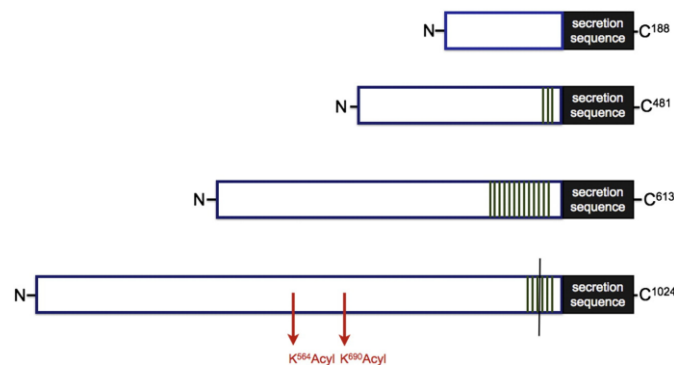 N
secretion
sequence
C¹⁸⁸
N
secretion
sequence
C⁴⁸¹
N
secretion
sequence
C⁶¹³
N
secretion
sequence
C¹⁰²⁴
K⁵⁶⁴Acyl K⁶⁹⁰Acyl